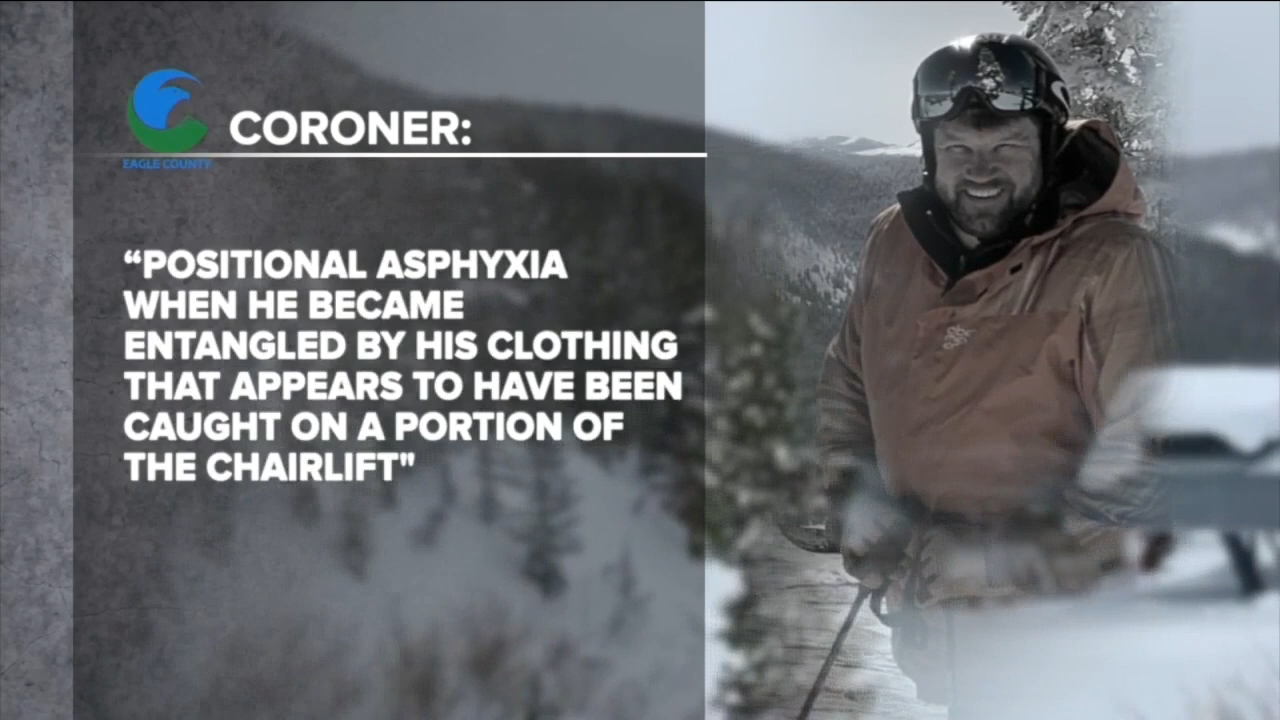 CORONER:
EAGLE COUNTY
“POSITIONAL ASPHYXIA
WHEN HE BECAME
ENTANGLED BY HIS CLOTHING
THAT APPEARS TO HAVE BEEN
CAUGHT ON A PORTION OF
THE CHAIRLIFT"